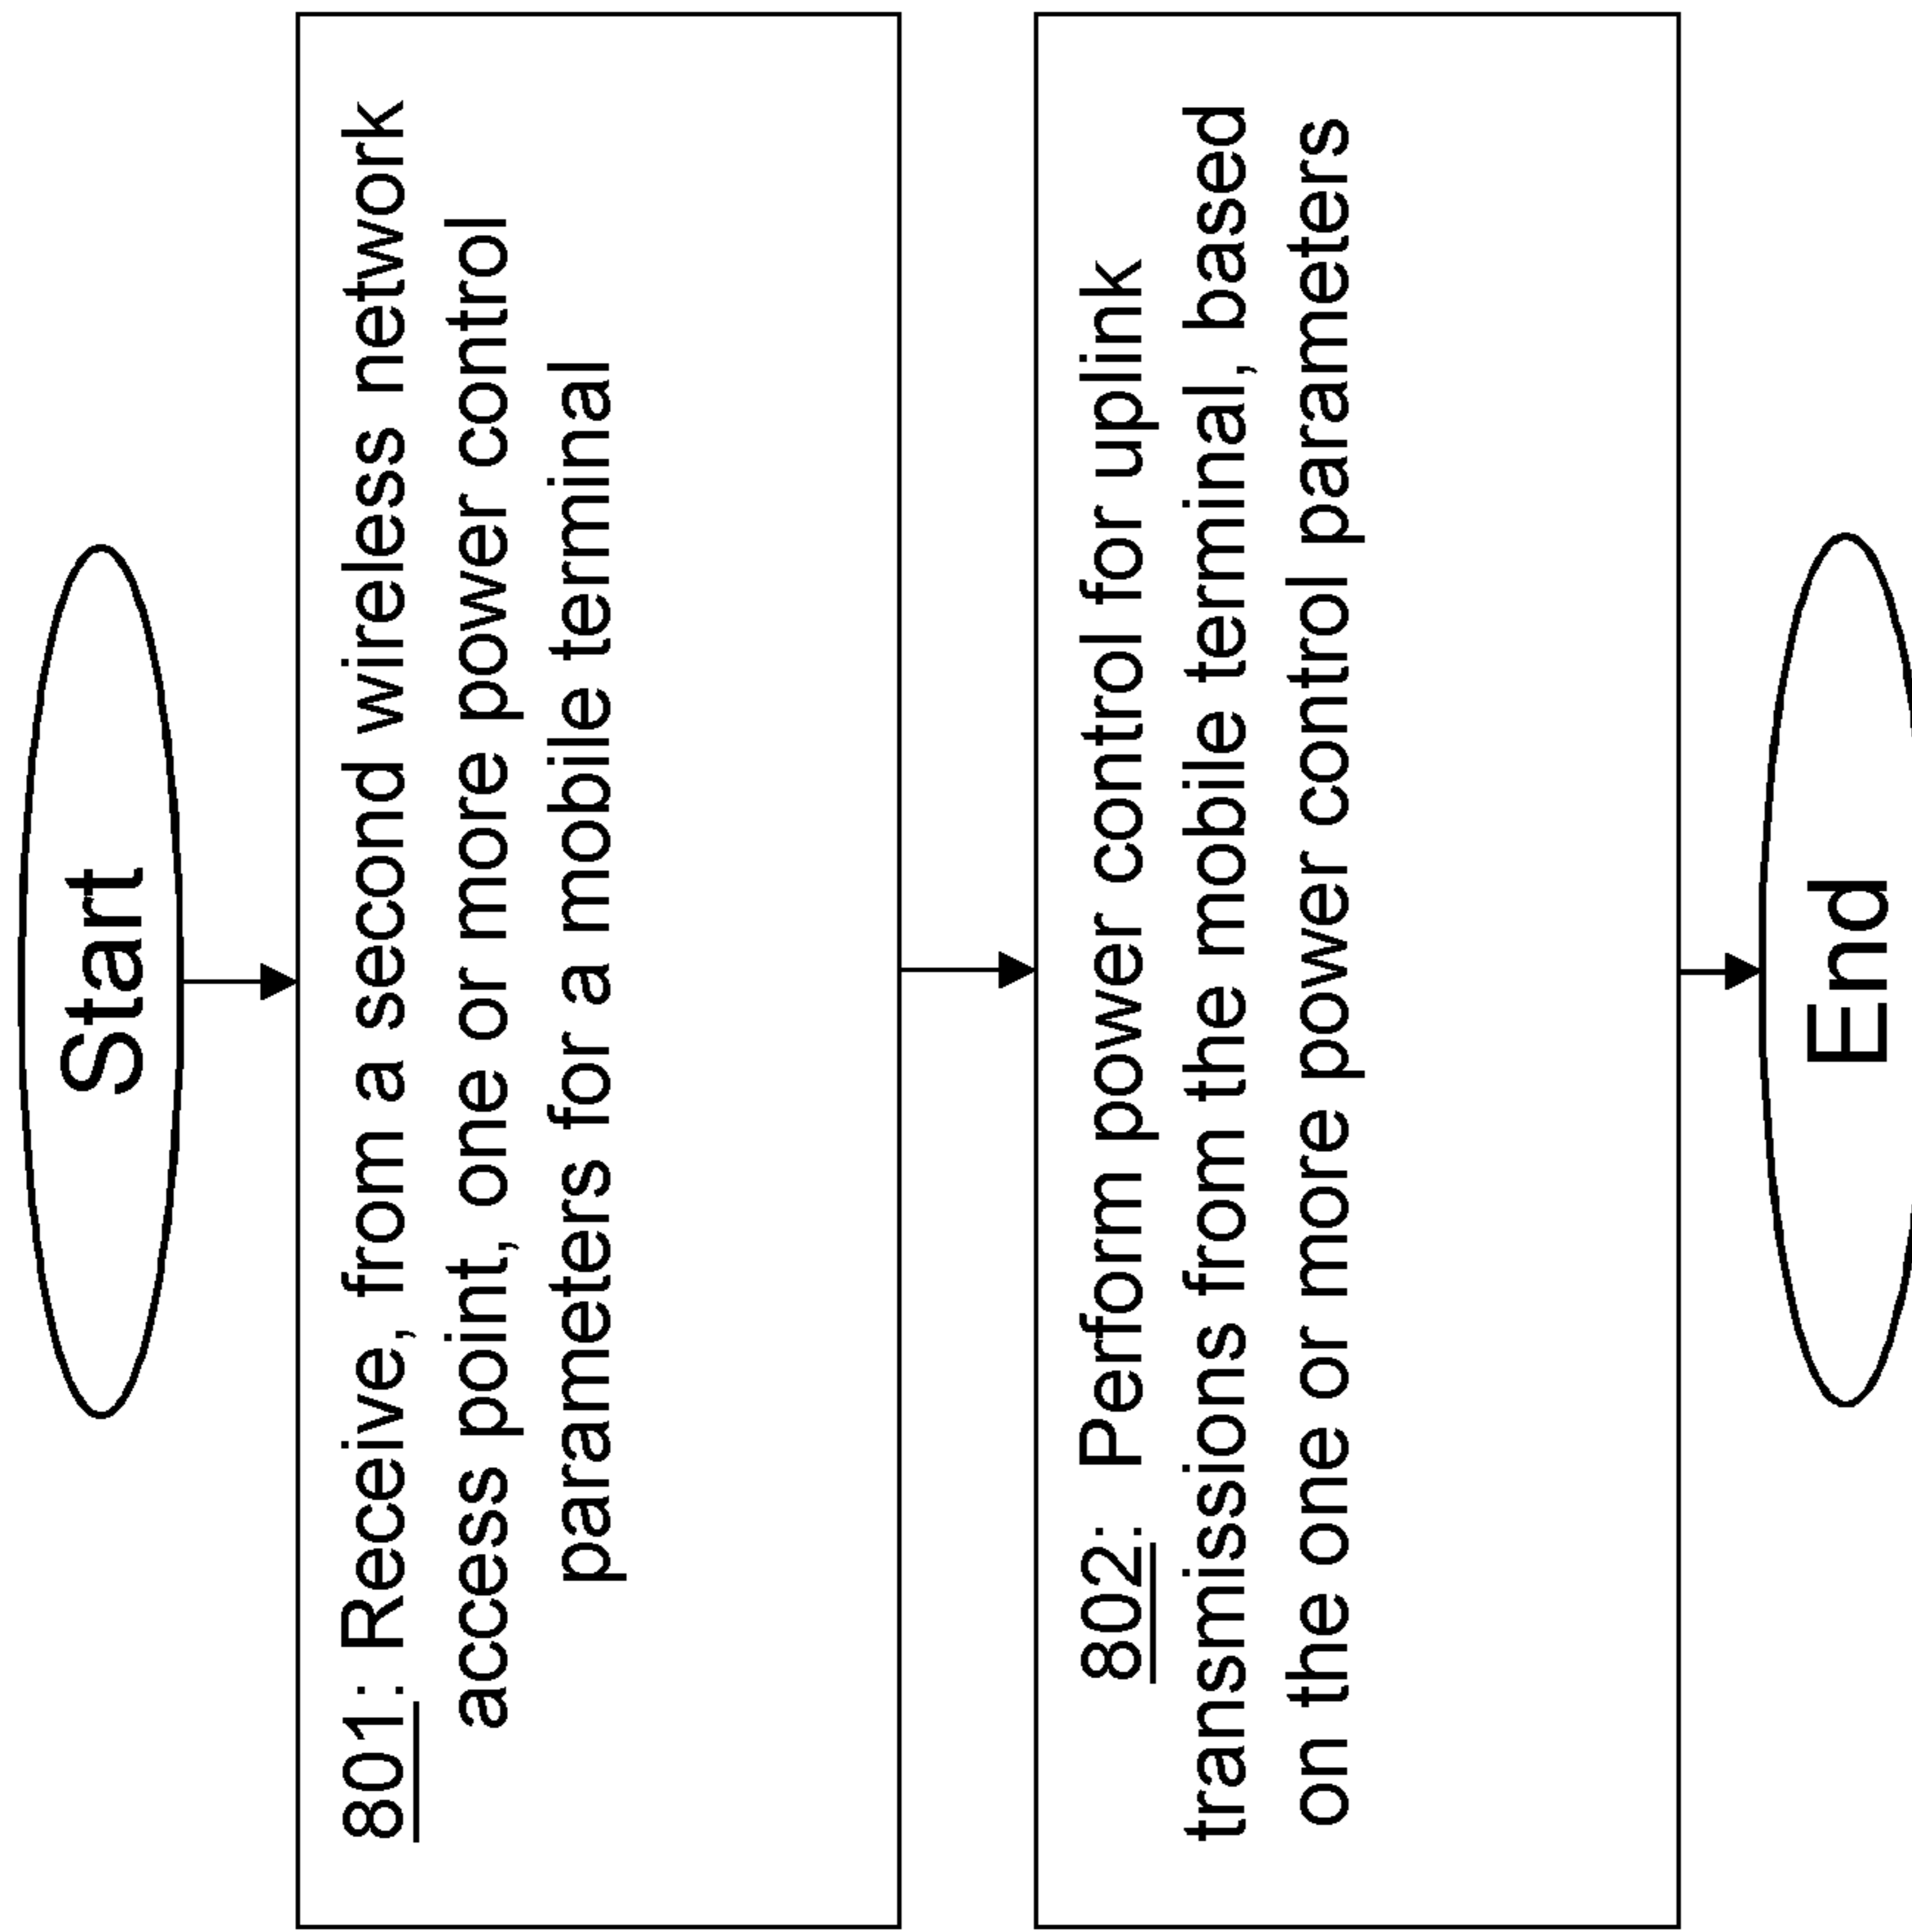 Start
801: Receive, from a second wireless network
access point, one or more power control
parameters for a mobile terminal
802: Perform power control for uplink
transmissions from the mobile terminal, based
on the one or more power control parameters
End